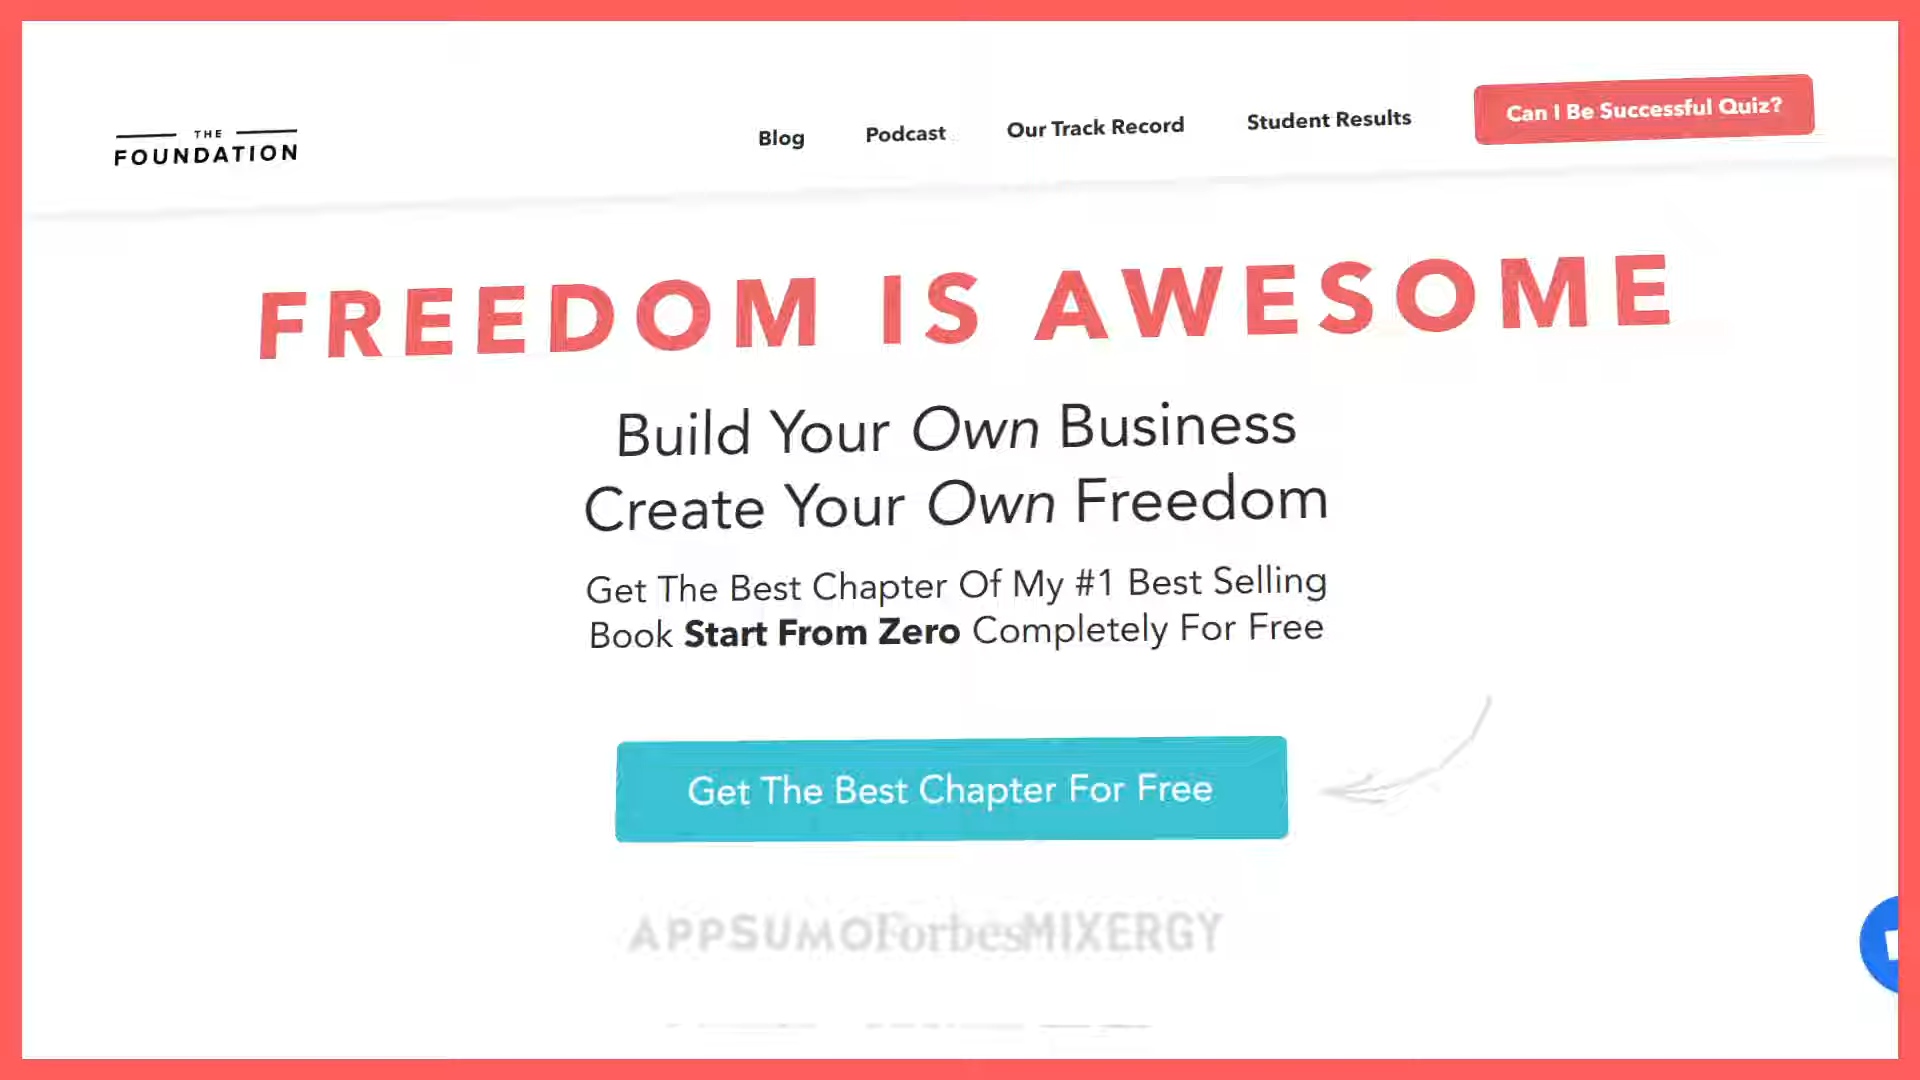 THE
FOUNDATION
Blog
Podcast
Our Track Record
Student Results
Can I Be Successful Quiz?
FREEDOM IS AWESOME
Build Your Own Business
Create Your Own Freedom
Get The Best Chapter Of My #1 Best Selling
Book Start From Zero Completely For Free
Get The Best Chapter For Free
APPSUMO Forbes MIXERGY